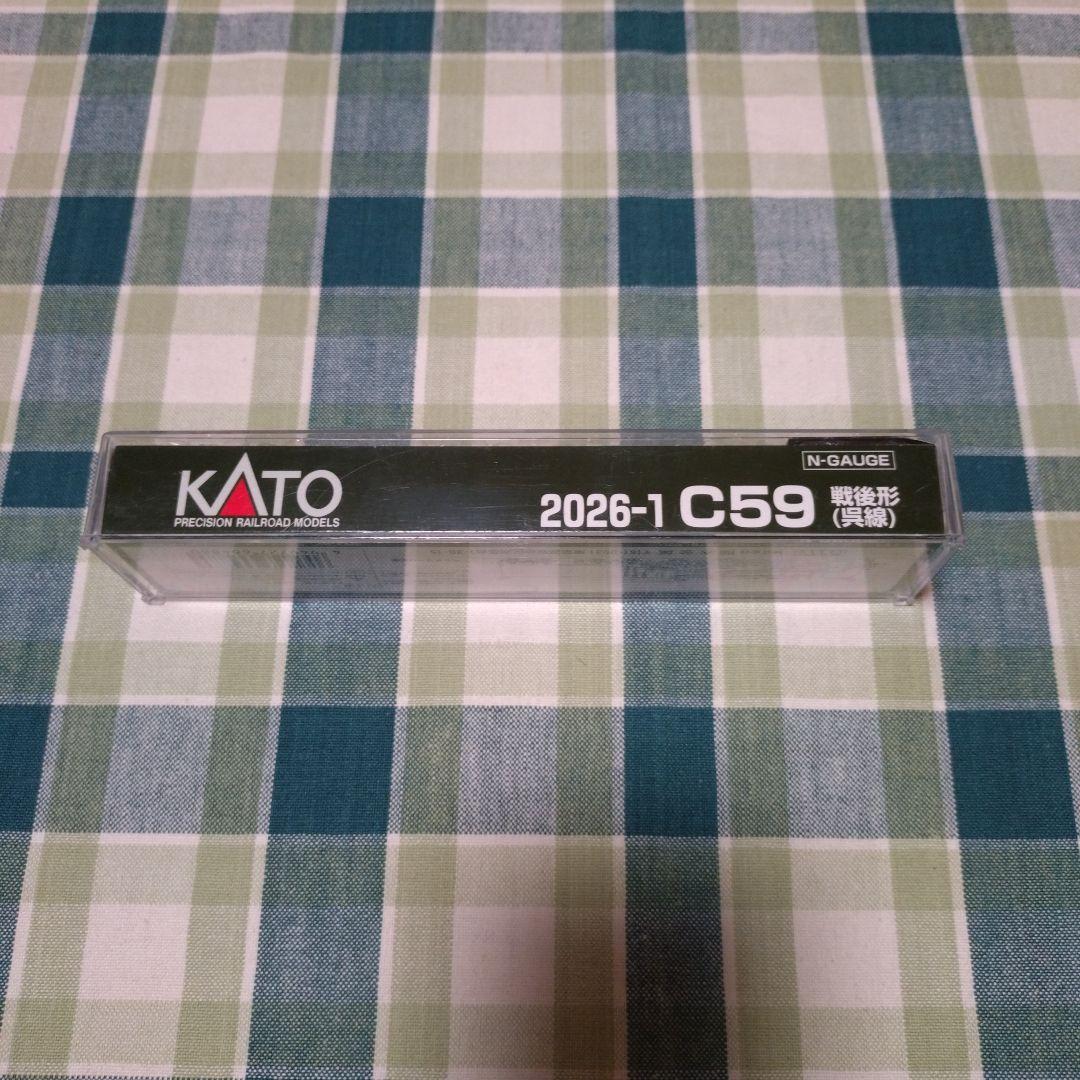 KATO
PRECISION RAILROAD MODELS
N-GAUGE
2026-1 C59 戦後形
(呉線)